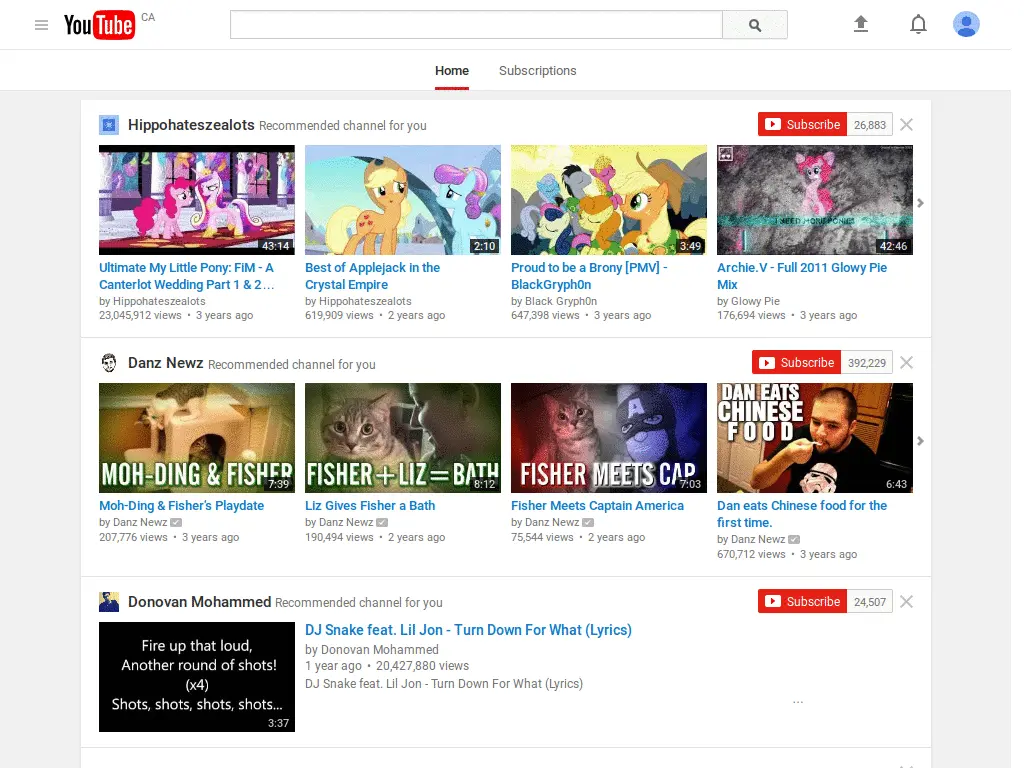 YouTube CA
Home Subscriptions
Hippohateszealots Recommended channel for you
Subscribe 26,883
43:14
2:10
3:49
I NEED MORE PONIES
42:46
Ultimate My Little Pony: FiM - A
Canterlot Wedding Part 1 & 2...
by Hippohateszealots
23,045,912 views • 3 years ago
Best of Applejack in the
Crystal Empire
by Hippohateszealots
619,909 views • 2 years ago
Proud to be a Brony [PMV] -
BlackGryph0n
by Black Gryph0n
647,398 views • 3 years ago
Archie.V - Full 2011 Glowy Pie
Mix
by Glowy Pie
176,694 views • 3 years ago
Danz Newz Recommended channel for you
Subscribe 392,229
MOH-DING & FISHER
7:39
FISHER+LIZ=BATH
8:12
FISHER MEETS CAP
7:03
DAN EATS
CHINESE
FOOD
6:43
Moh-Ding & Fisher's Playdate
by Danz Newz
207,776 views • 3 years ago
Liz Gives Fisher a Bath
by Danz Newz
190,494 views • 2 years ago
Fisher Meets Captain America
by Danz Newz
75,544 views • 2 years ago
Dan eats Chinese food for the
first time.
by Danz Newz
670,712 views • 3 years ago
Donovan Mohammed Recommended channel for you
Subscribe 24,507
Fire up that loud,
Another round of shots!
(x4)
Shots, shots, shots, shots...
3:37
DJ Snake feat. Lil Jon - Turn Down For What (Lyrics)
by Donovan Mohammed
1 year ago • 20,427,880 views
DJ Snake feat. Lil Jon - Turn Down For What (Lyrics)
...